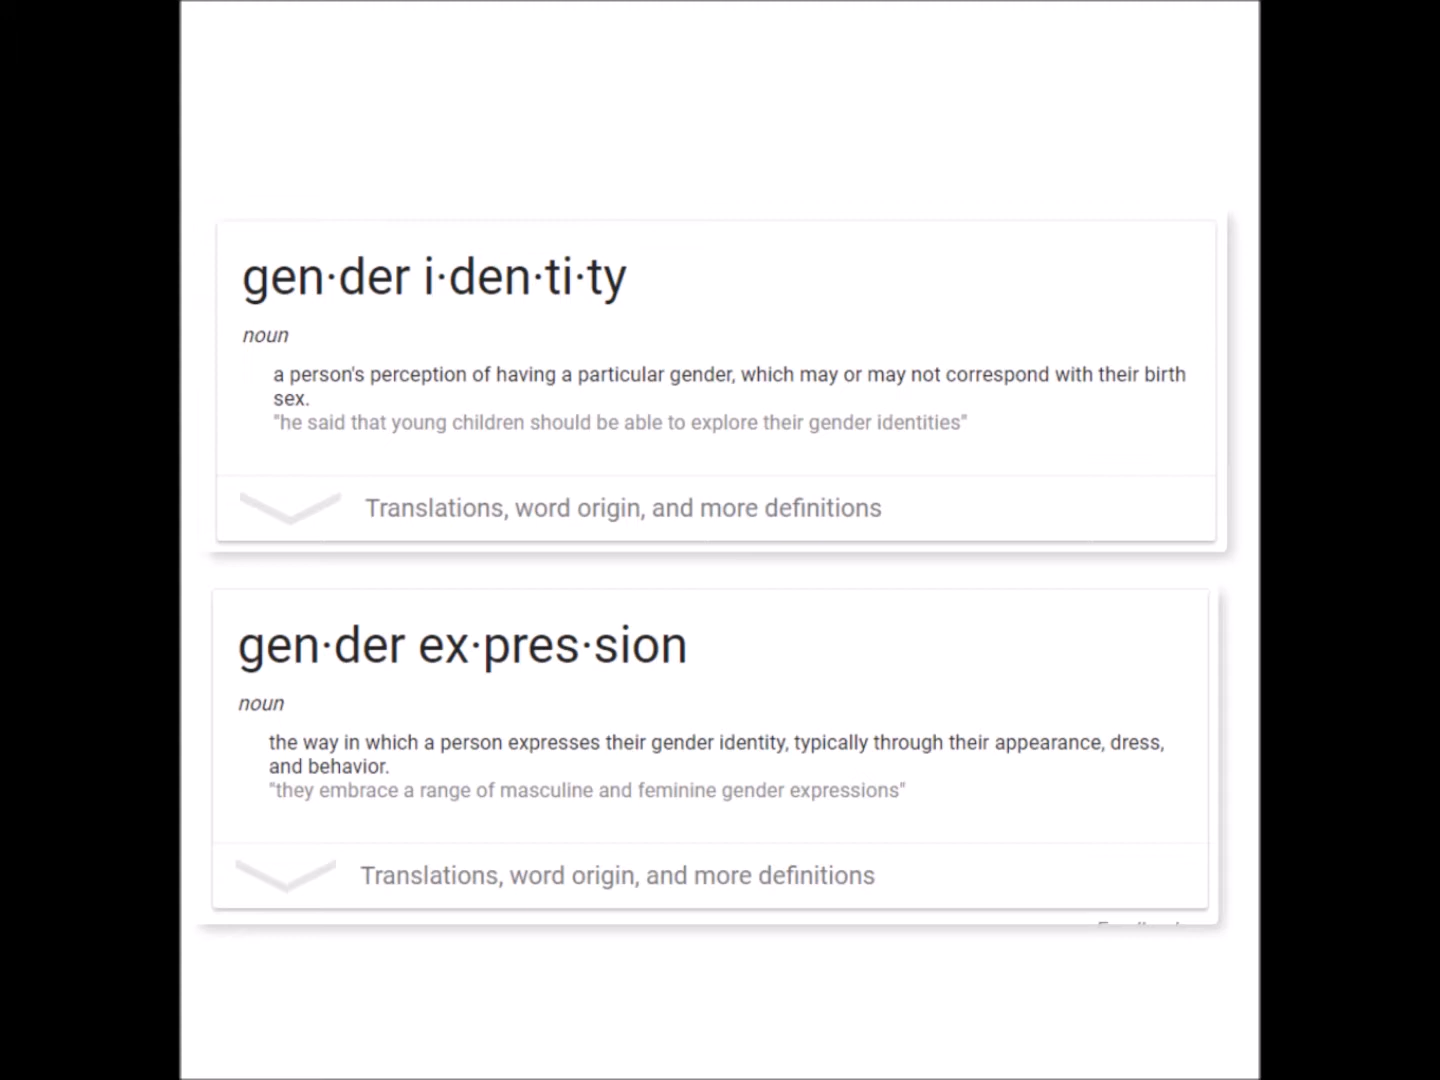 gen·der i·den·ti·ty
noun
a person's perception of having a particular gender, which may or may not correspond with their birth
sex.
"he said that young children should be able to explore their gender identities"
Translations, word origin, and more definitions
gen·der ex·pres·sion
noun
the way in which a person expresses their gender identity, typically through their appearance, dress,
and behavior.
"they embrace a range of masculine and feminine gender expressions"
Translations, word origin, and more definitions